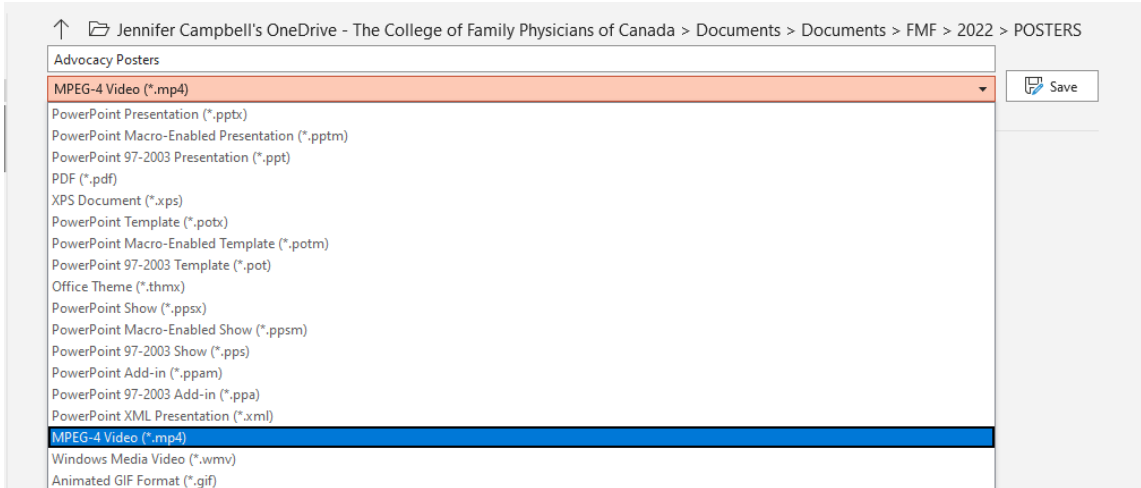 Jennifer Campbell's OneDrive - The College of Family Physicians of Canada > Documents > Documents > FMF > 2022 > POSTERS
Advocacy Posters
MPEG-4 Video (*.mp4)
Save
PowerPoint Presentation (*.pptx)
PowerPoint Macro-Enabled Presentation (*.pptm)
PowerPoint 97-2003 Presentation (*.ppt)
PDF (*.pdf)
XPS Document (*.xps)
PowerPoint Template (*.potx)
PowerPoint Macro-Enabled Template (*.potm)
PowerPoint 97-2003 Template (*.pot)
Office Theme (*.thmx)
PowerPoint Show (*.ppsx)
PowerPoint Macro-Enabled Show (*.ppsm)
PowerPoint 97-2003 Show (*.pps)
PowerPoint Add-in (*.ppam)
PowerPoint 97-2003 Add-in (*.ppa)
PowerPoint XML Presentation (*.xml)
MPEG-4 Video (*.mp4)
Windows Media Video (*.wmv)
Animated GIF Format (*.gif)